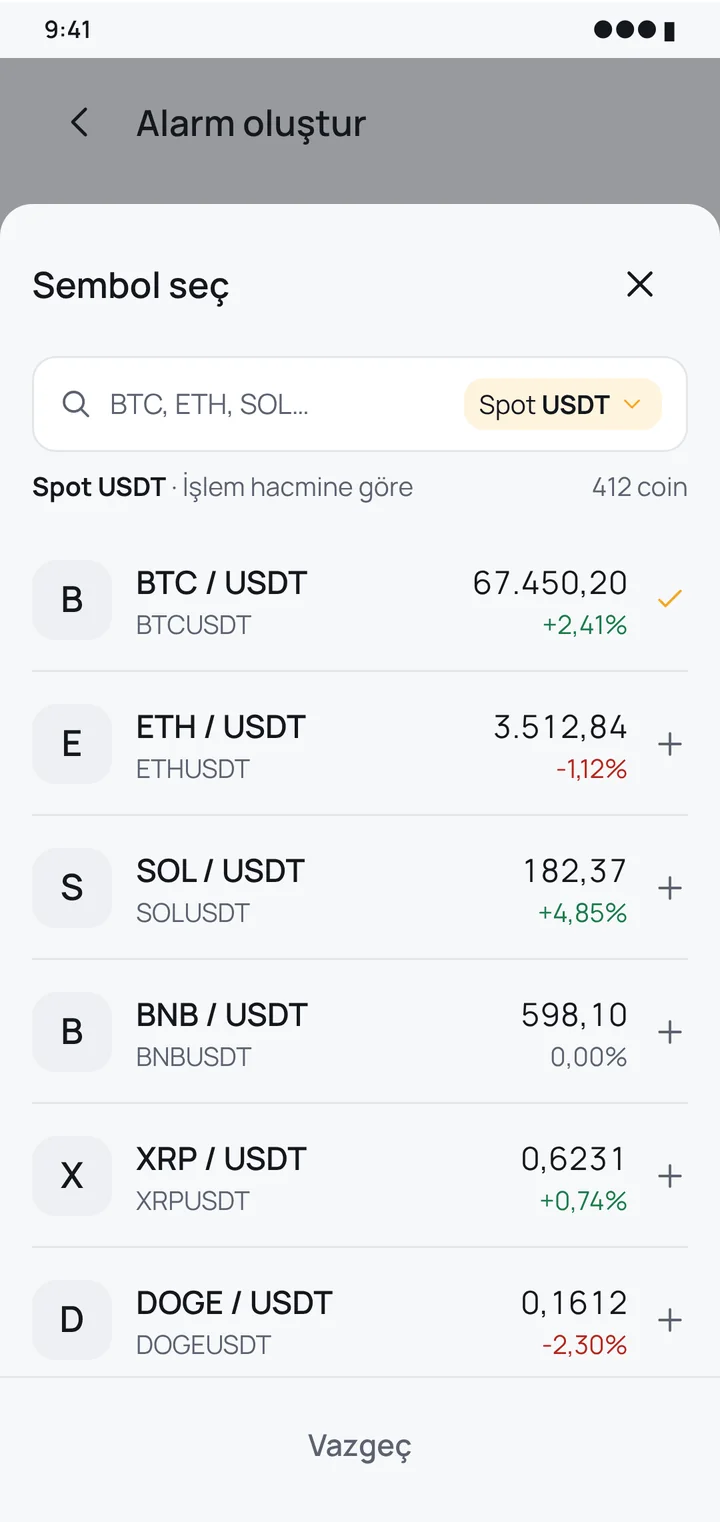 9:41
Alarm oluştur
Sembol seç
BTC, ETH, SOL... Spot USDT
Spot USDT · İşlem hacmine göre 412 coin
B BTC / USDT 67.450,20
BTCUSDT +2,41%
E ETH / USDT 3.512,84
ETHUSDT -1,12%
S SOL / USDT 182,37
SOLUSDT +4,85%
B BNB / USDT 598,10
BNBUSDT 0,00%
X XRP / USDT 0,6231
XRPUSDT +0,74%
D DOGE / USDT 0,1612
DOGEUSDT -2,30%
Vazgeç